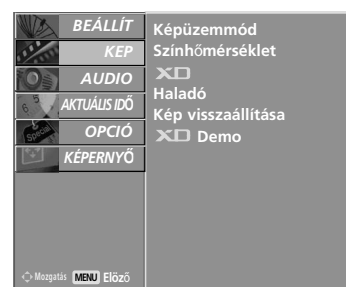 BEÁLLÍT
KEP
AUDIO
AKTUÁLIS IDŐ
OPCIÓ
KÉPERNYŐ
Képüzemmód
Színhőmérséklet
XD
Haladó
Kép visszaállítása
XD Demo
Mozgatás MENU Előző